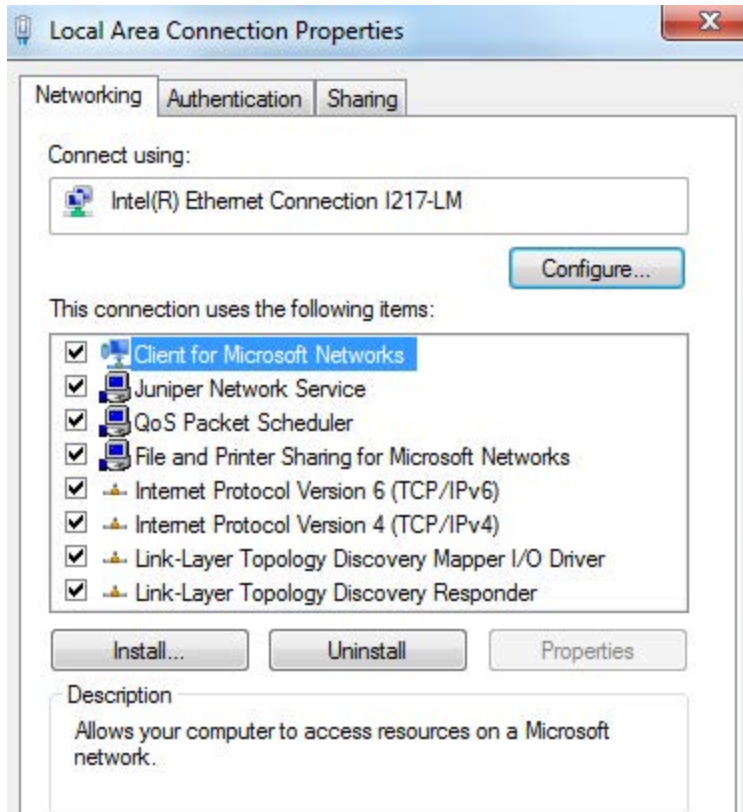 Local Area Connection Properties
Networking Authentication Sharing
Connect using:
Intel(R) Ethernet Connection I217-LM
Configure...
This connection uses the following items:
Client for Microsoft Networks
Juniper Network Service
QoS Packet Scheduler
File and Printer Sharing for Microsoft Networks
Internet Protocol Version 6 (TCP/IPv6)
Internet Protocol Version 4 (TCP/IPv4)
Link-Layer Topology Discovery Mapper I/O Driver
Link-Layer Topology Discovery Responder
Install... Uninstall Properties
Description
Allows your computer to access resources on a Microsoft
network.